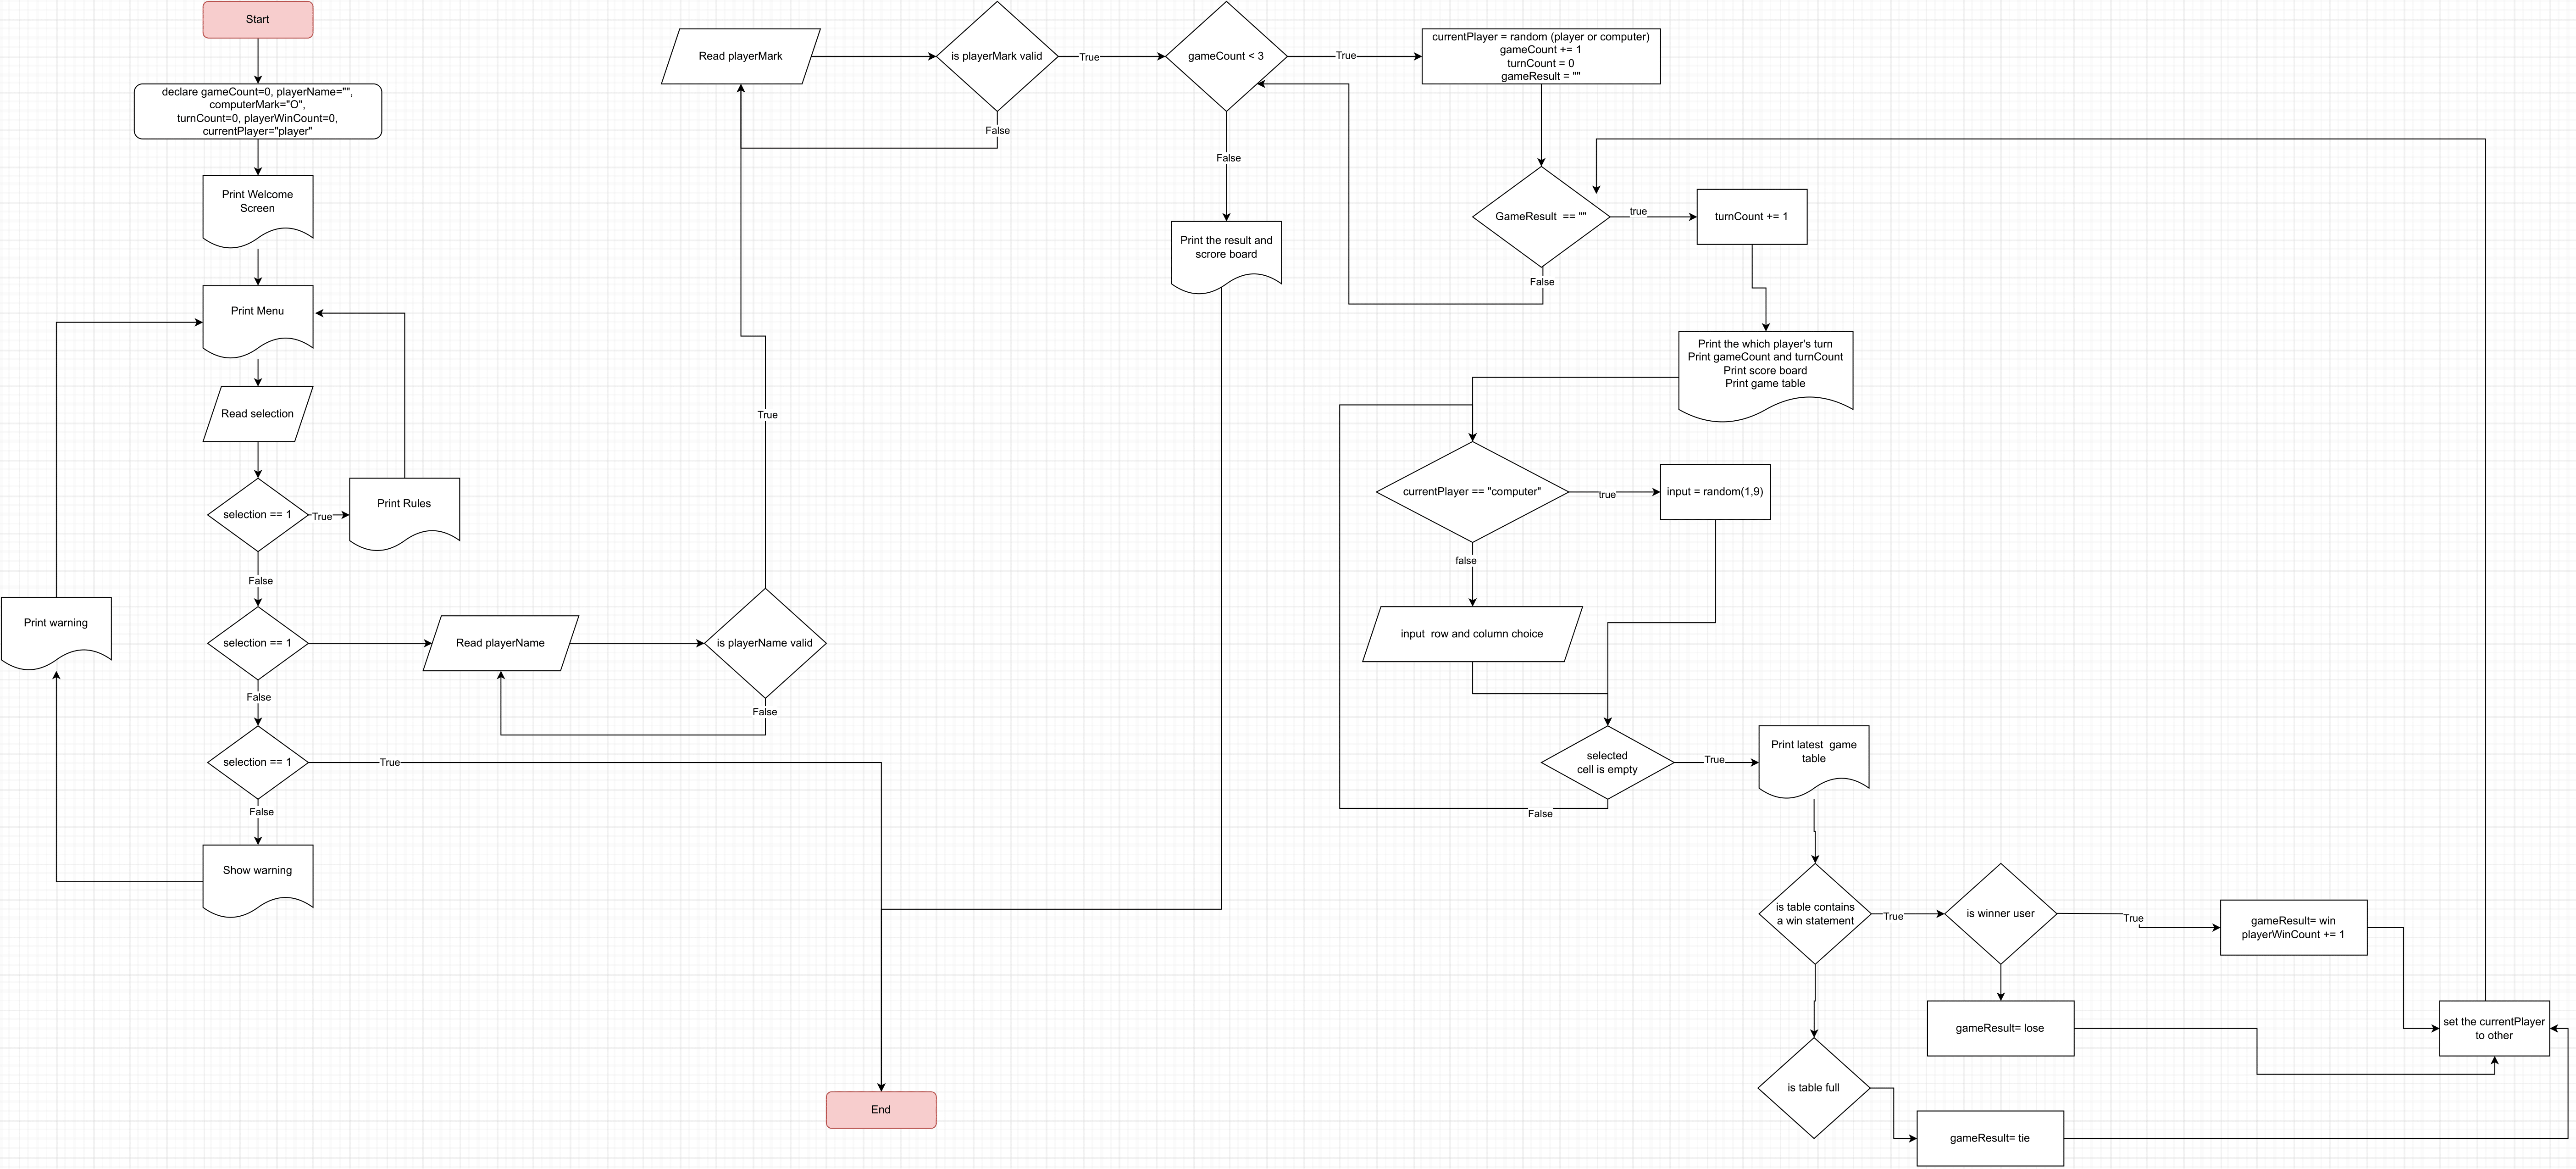 Start
declare gameCount=0, playerName="",
computerMark="O",
turnCount=0, playerWinCount=0,
currentPlayer="player"
Print Welcome
Screen
Print Menu
Read selection
selection == 1
True
Print Rules
False
selection == 1
False
selection == 1
True
False
Show warning
Print warning
Read playerName
is playerName valid
False
True
Read playerMark
is playerMark valid
False
True
gameCount < 3
False
Print the result and
scrore board
True
currentPlayer = random (player or computer)
gameCount += 1
turnCount = 0
gameResult = ""
GameResult  == ""
False
true
turnCount += 1
Print the which player's turn
Print gameCount and turnCount
Print score board
Print game table
currentPlayer == "computer"
true
input = random(1,9)
false
input  row and column choice
selected
cell is empty
False
True
Print latest  game
table
is table contains
a win statement
True
is winner user
True
gameResult= win
playerWinCount += 1
gameResult= lose
set the currentPlayer
to other
is table full
gameResult= tie
End